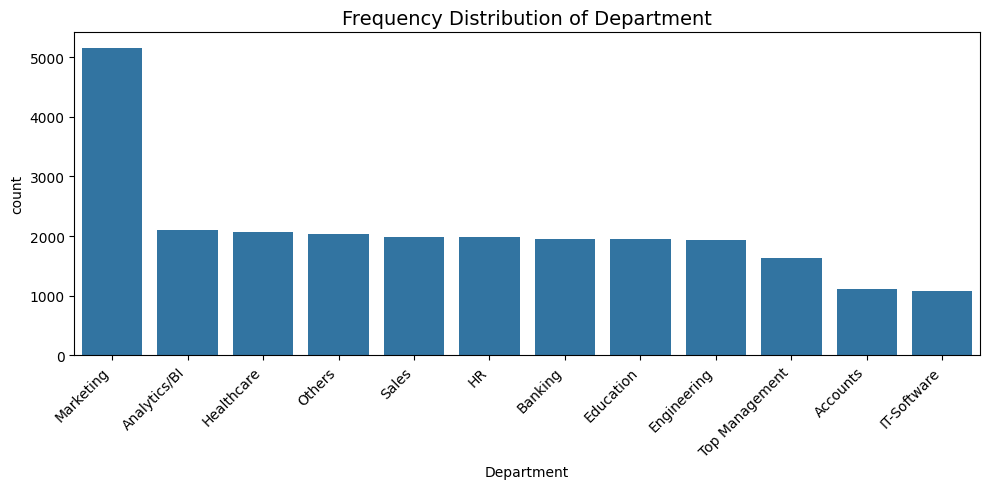 Frequency Distribution of Department
5000
4000
3000
2000
1000
0
count
Marketing
Analytics/BI
Healthcare
Others
Sales
HR
Banking
Education
Engineering
Top Management
Accounts
IT-Software
Department